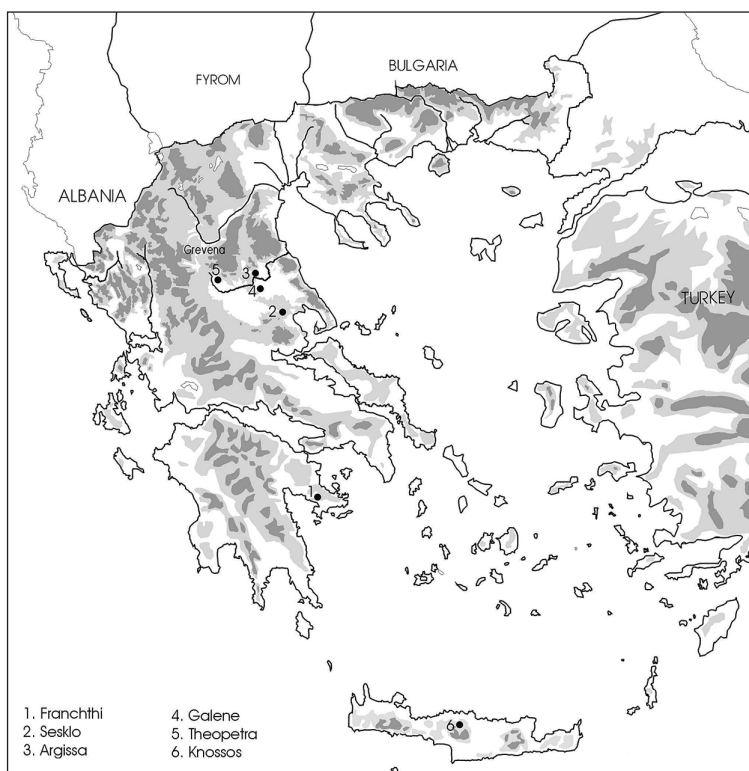 BULGARIA
FYROM
ALBANIA
Grevena
5
3
4
TURKEY
2
1
6
1. Franchthi
2. Sesklo
3. Argissa
4. Galene
5. Theopetra
6. Knossos